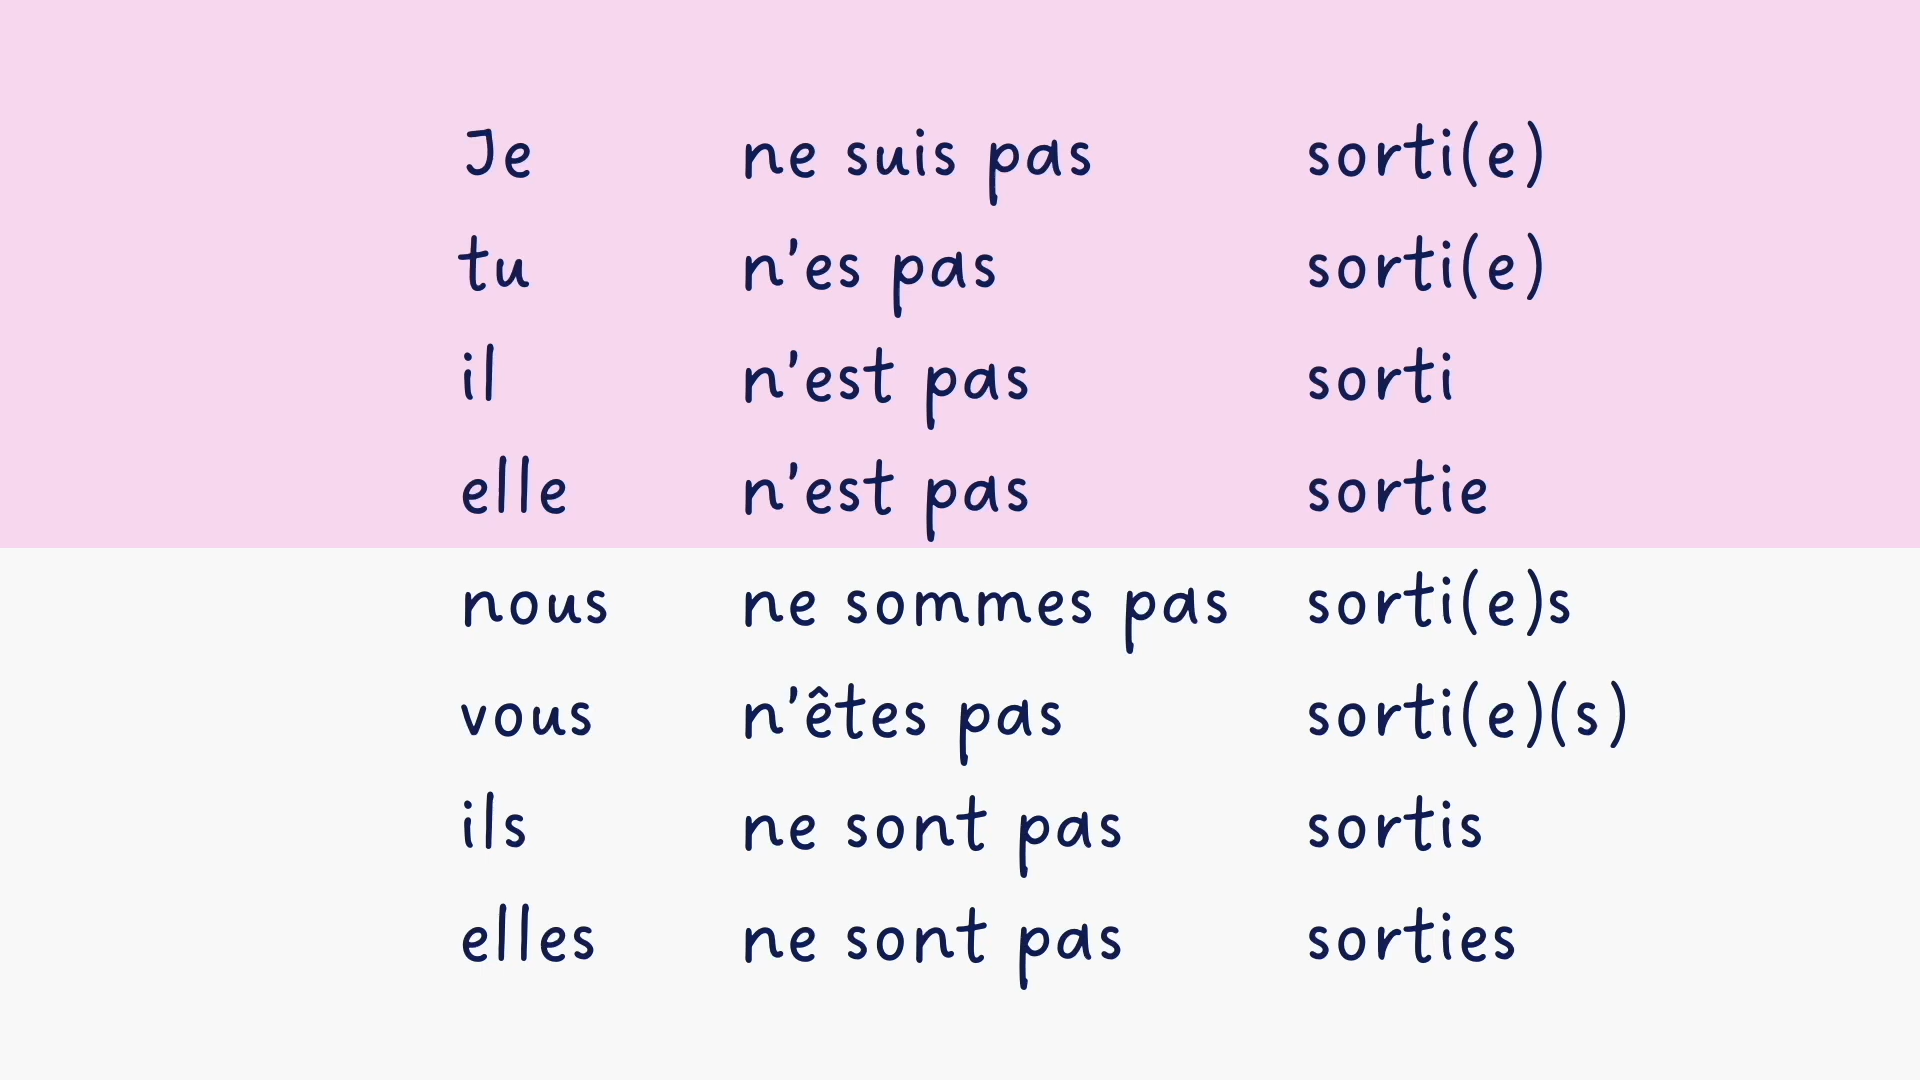 Je ne suis pas sorti(e)
tu n'es pas sorti(e)
il n'est pas sorti
elle n'est pas sortie
nous ne sommes pas sorti(e)s
vous n'êtes pas sorti(e)(s)
ils ne sont pas sortis
elles ne sont pas sorties